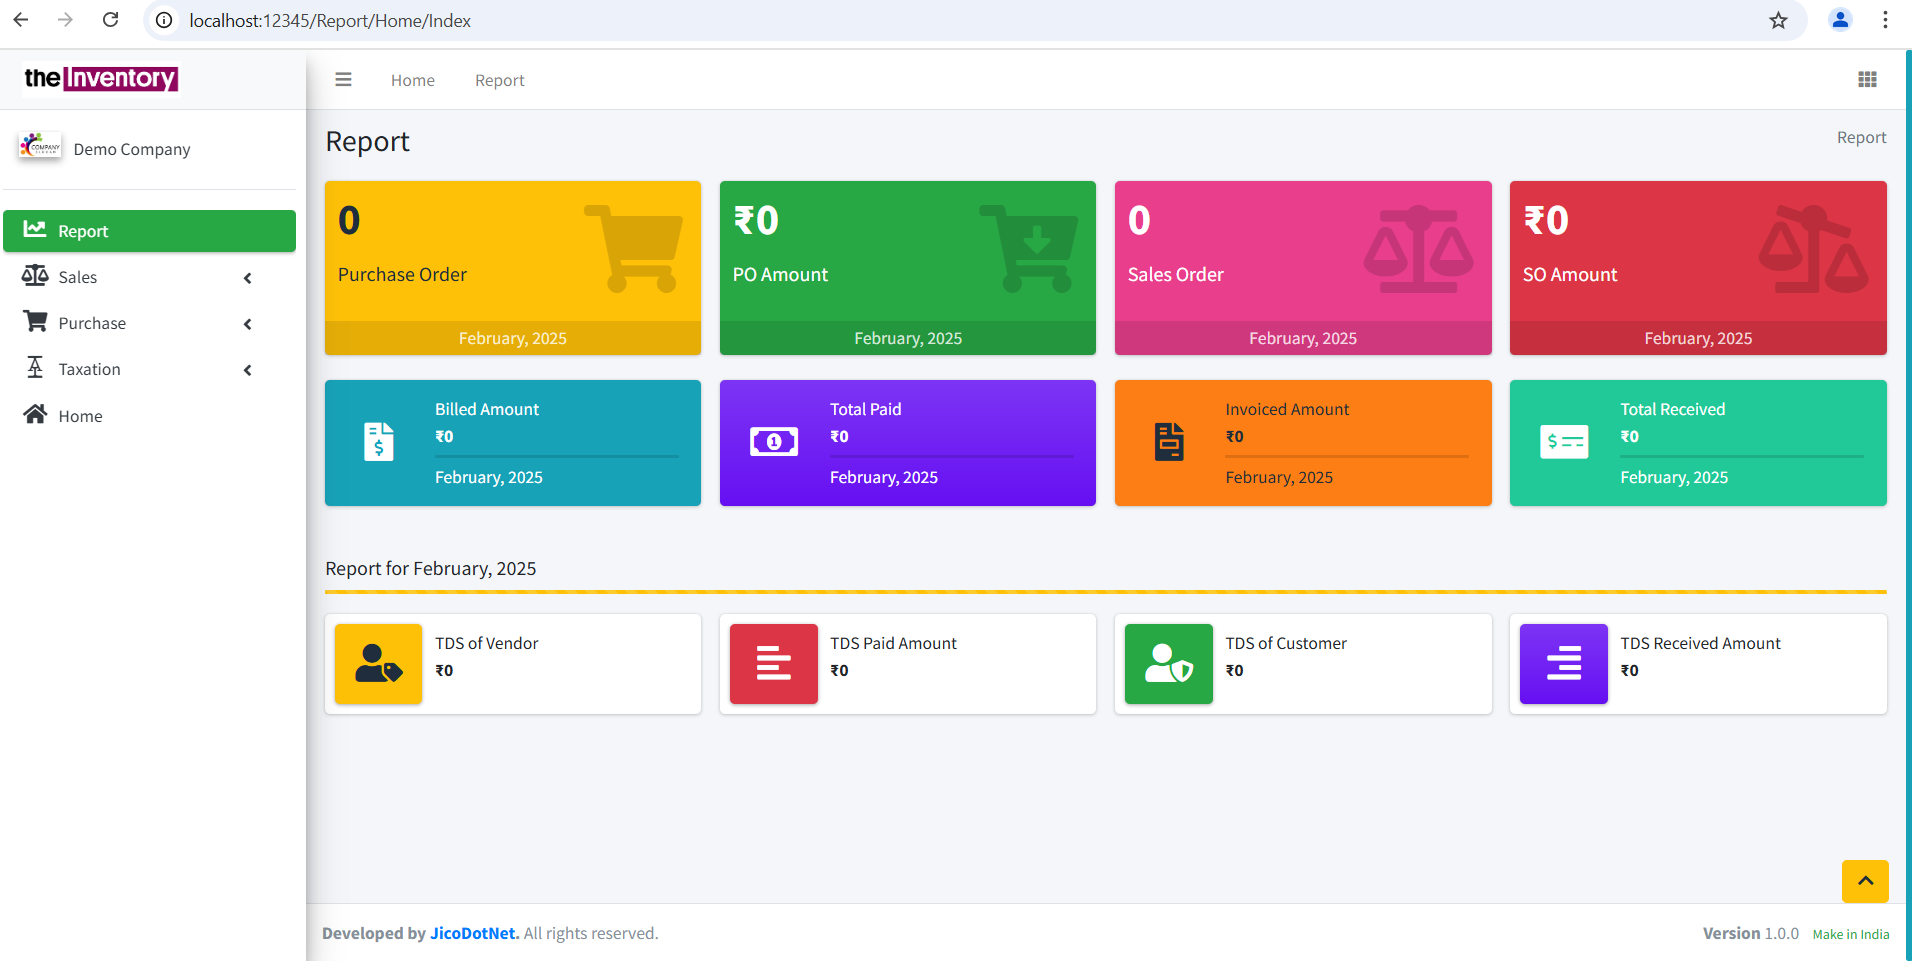 localhost:12345/Report/Home/Index
theInventory
Home
Report
COMPANY
Demo Company
Report
Sales
Purchase
Taxation
Home
Report
Report
0
Purchase Order
February, 2025
₹0
PO Amount
February, 2025
0
Sales Order
February, 2025
₹0
SO Amount
February, 2025
Billed Amount
₹0
February, 2025
Total Paid
₹0
February, 2025
Invoiced Amount
₹0
February, 2025
Total Received
₹0
February, 2025
Report for February, 2025
TDS of Vendor
₹0
TDS Paid Amount
₹0
TDS of Customer
₹0
TDS Received Amount
₹0
Developed by JicoDotNet. All rights reserved.
Version 1.0.0 Make in India